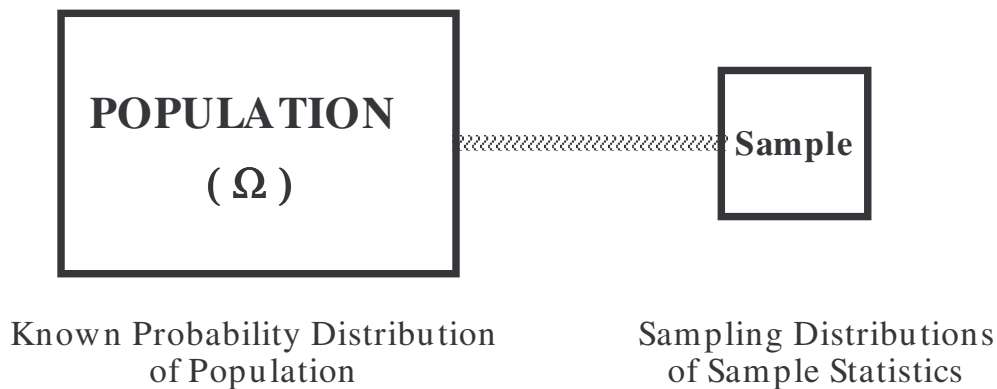 POPULATION
( Ω )
Sample
Known Probability Distribution
of Population
Sampling Distributions
of Sample Statistics